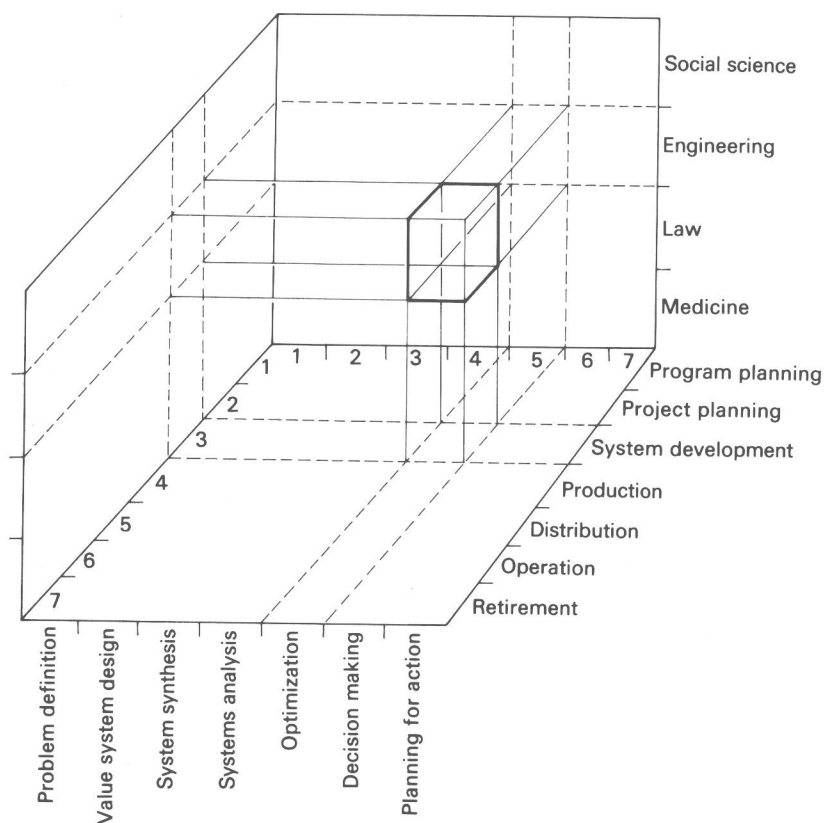 Social science
Engineering
Law
Medicine
1 2 3 4 5 6 7
Program planning
Project planning
System development
Production
Distribution
Operation
Retirement
1
2
3
4
5
6
7
Problem definition
Value system design
System synthesis
Systems analysis
Optimization
Decision making
Planning for action